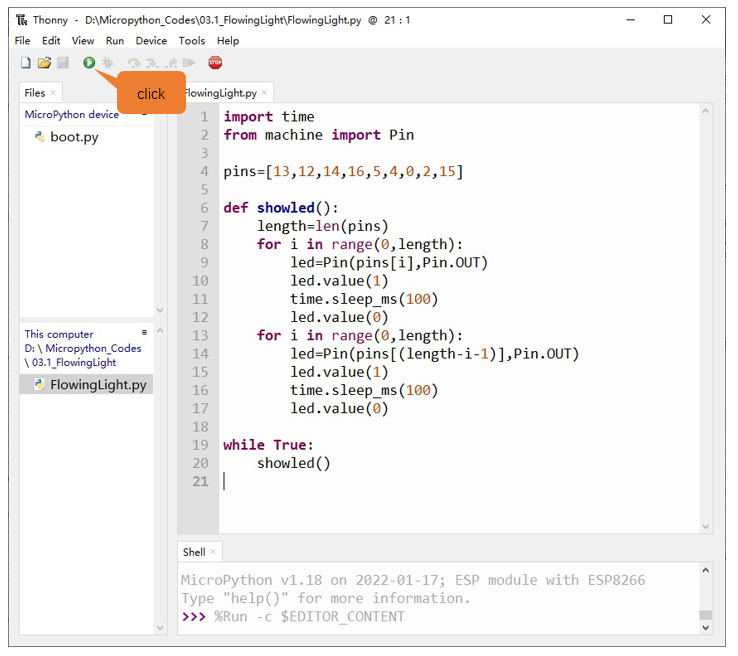 Thonny - D:\Micropython_Codes\03.1_FlowingLight\FlowingLight.py @ 21 : 1
File Edit View Run Device Tools Help
STOP
click
Files
FlowingLight.py
MicroPython device
boot.py
This computer
D: \ Micropython_Codes
\ 03.1_FlowingLight
FlowingLight.py
1 import time
2 from machine import Pin
3
4 pins=[13,12,14,16,5,4,0,2,15]
5
6 def showled():
7     length=len(pins)
8     for i in range(0,length):
9         led=Pin(pins[i],Pin.OUT)
10         led.value(1)
11         time.sleep_ms(100)
12         led.value(0)
13     for i in range(0,length):
14         led=Pin(pins[(length-i-1)],Pin.OUT)
15         led.value(1)
16         time.sleep_ms(100)
17         led.value(0)
18
19 while True:
20     showled()
21
Shell
MicroPython v1.18 on 2022-01-17; ESP module with ESP8266
Type "help()" for more information.
>>> %Run -c $EDITOR_CONTENT